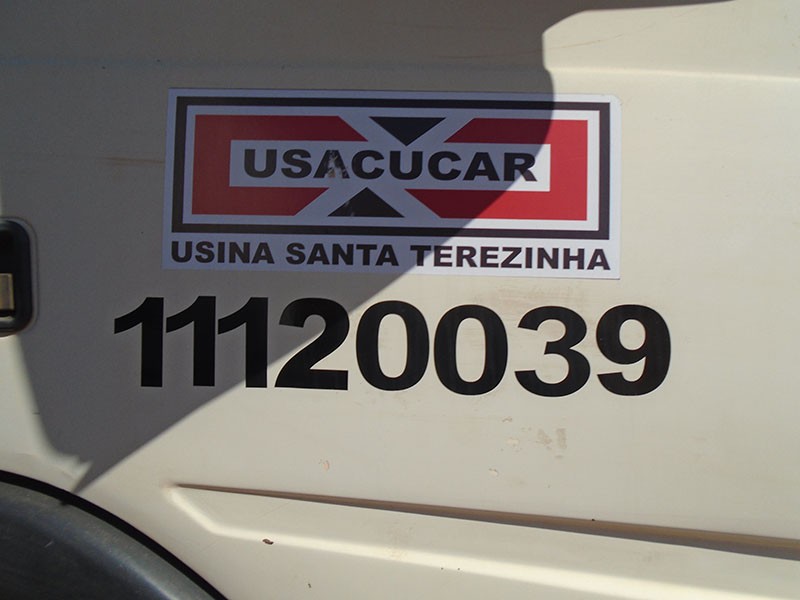 USACUCAR
USINA SANTA TEREZINHA
11120039